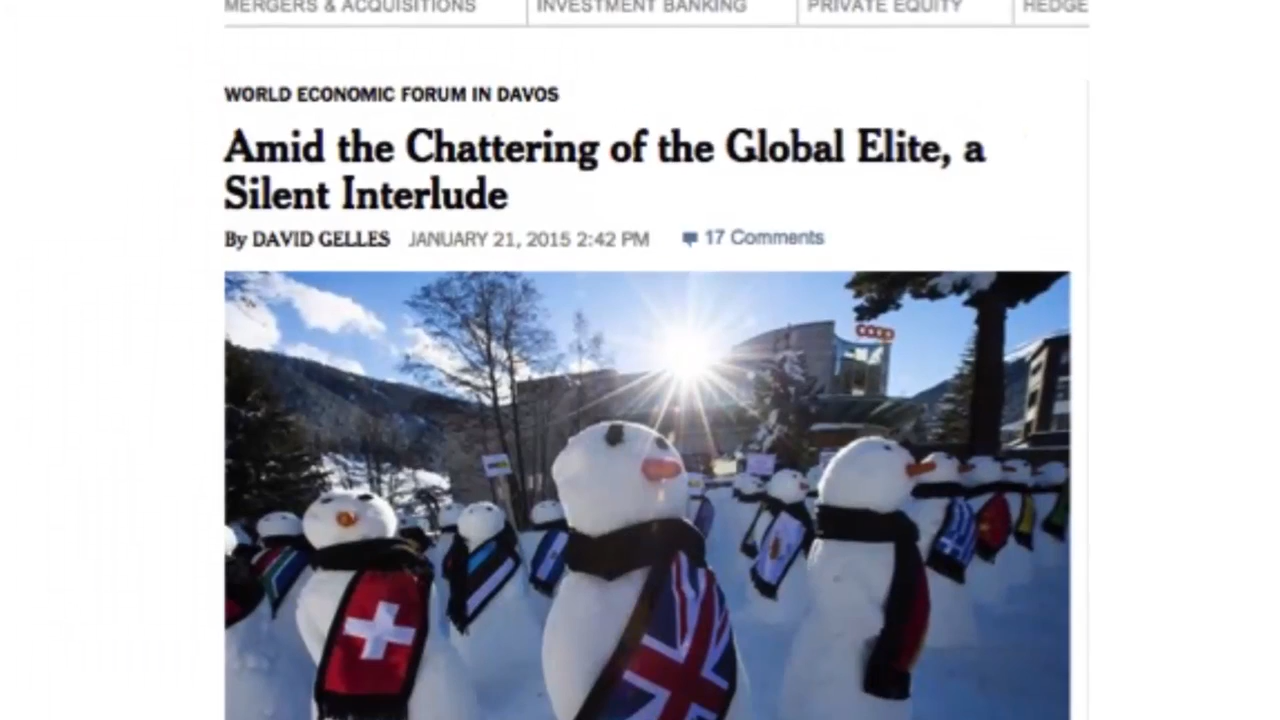 MERGERS & ACQUISITIONS INVESTMENT BANKING PRIVATE EQUITY HEDGE
WORLD ECONOMIC FORUM IN DAVOS
Amid the Chattering of the Global Elite, a
Silent Interlude
By DAVID GELLES JANUARY 21, 2015 2:42 PM 17 Comments